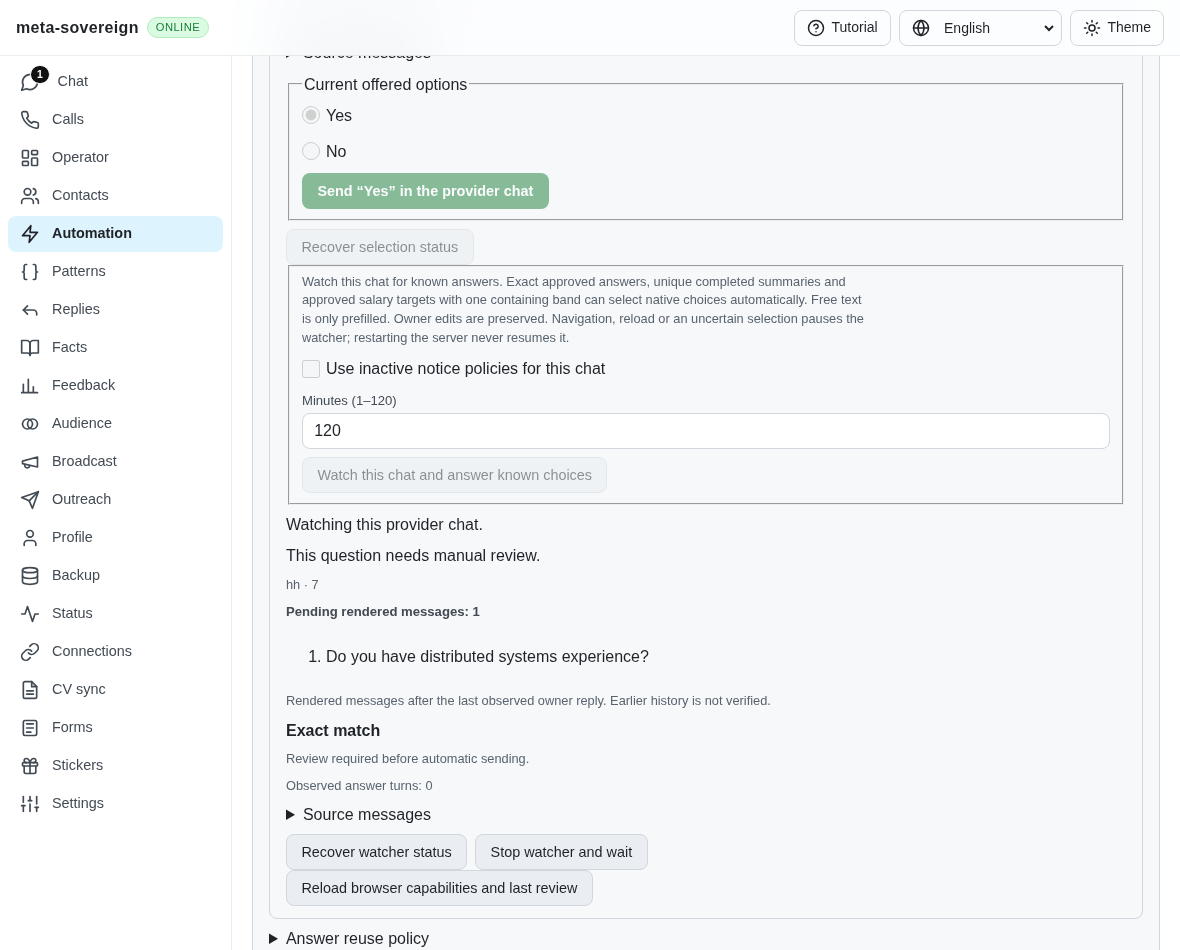 meta-sovereign
ONLINE
Tutorial
English
Theme
1
Chat
Calls
Operator
Contacts
Automation
Patterns
Replies
Facts
Feedback
Audience
Broadcast
Outreach
Profile
Backup
Status
Connections
CV sync
Forms
Stickers
Settings
Source messages
Current offered options
Yes
No
Send “Yes” in the provider chat
Recover selection status
Watch this chat for known answers. Exact approved answers, unique completed summaries and
approved salary targets with one containing band can select native choices automatically. Free text
is only prefilled. Owner edits are preserved. Navigation, reload or an uncertain selection pauses the
watcher; restarting the server never resumes it.
Use inactive notice policies for this chat
Minutes (1–120)
120
Watch this chat and answer known choices
Watching this provider chat.
This question needs manual review.
hh · 7
Pending rendered messages: 1
1. Do you have distributed systems experience?
Rendered messages after the last observed owner reply. Earlier history is not verified.
Exact match
Review required before automatic sending.
Observed answer turns: 0
Source messages
Recover watcher status
Stop watcher and wait
Reload browser capabilities and last review
Answer reuse policy